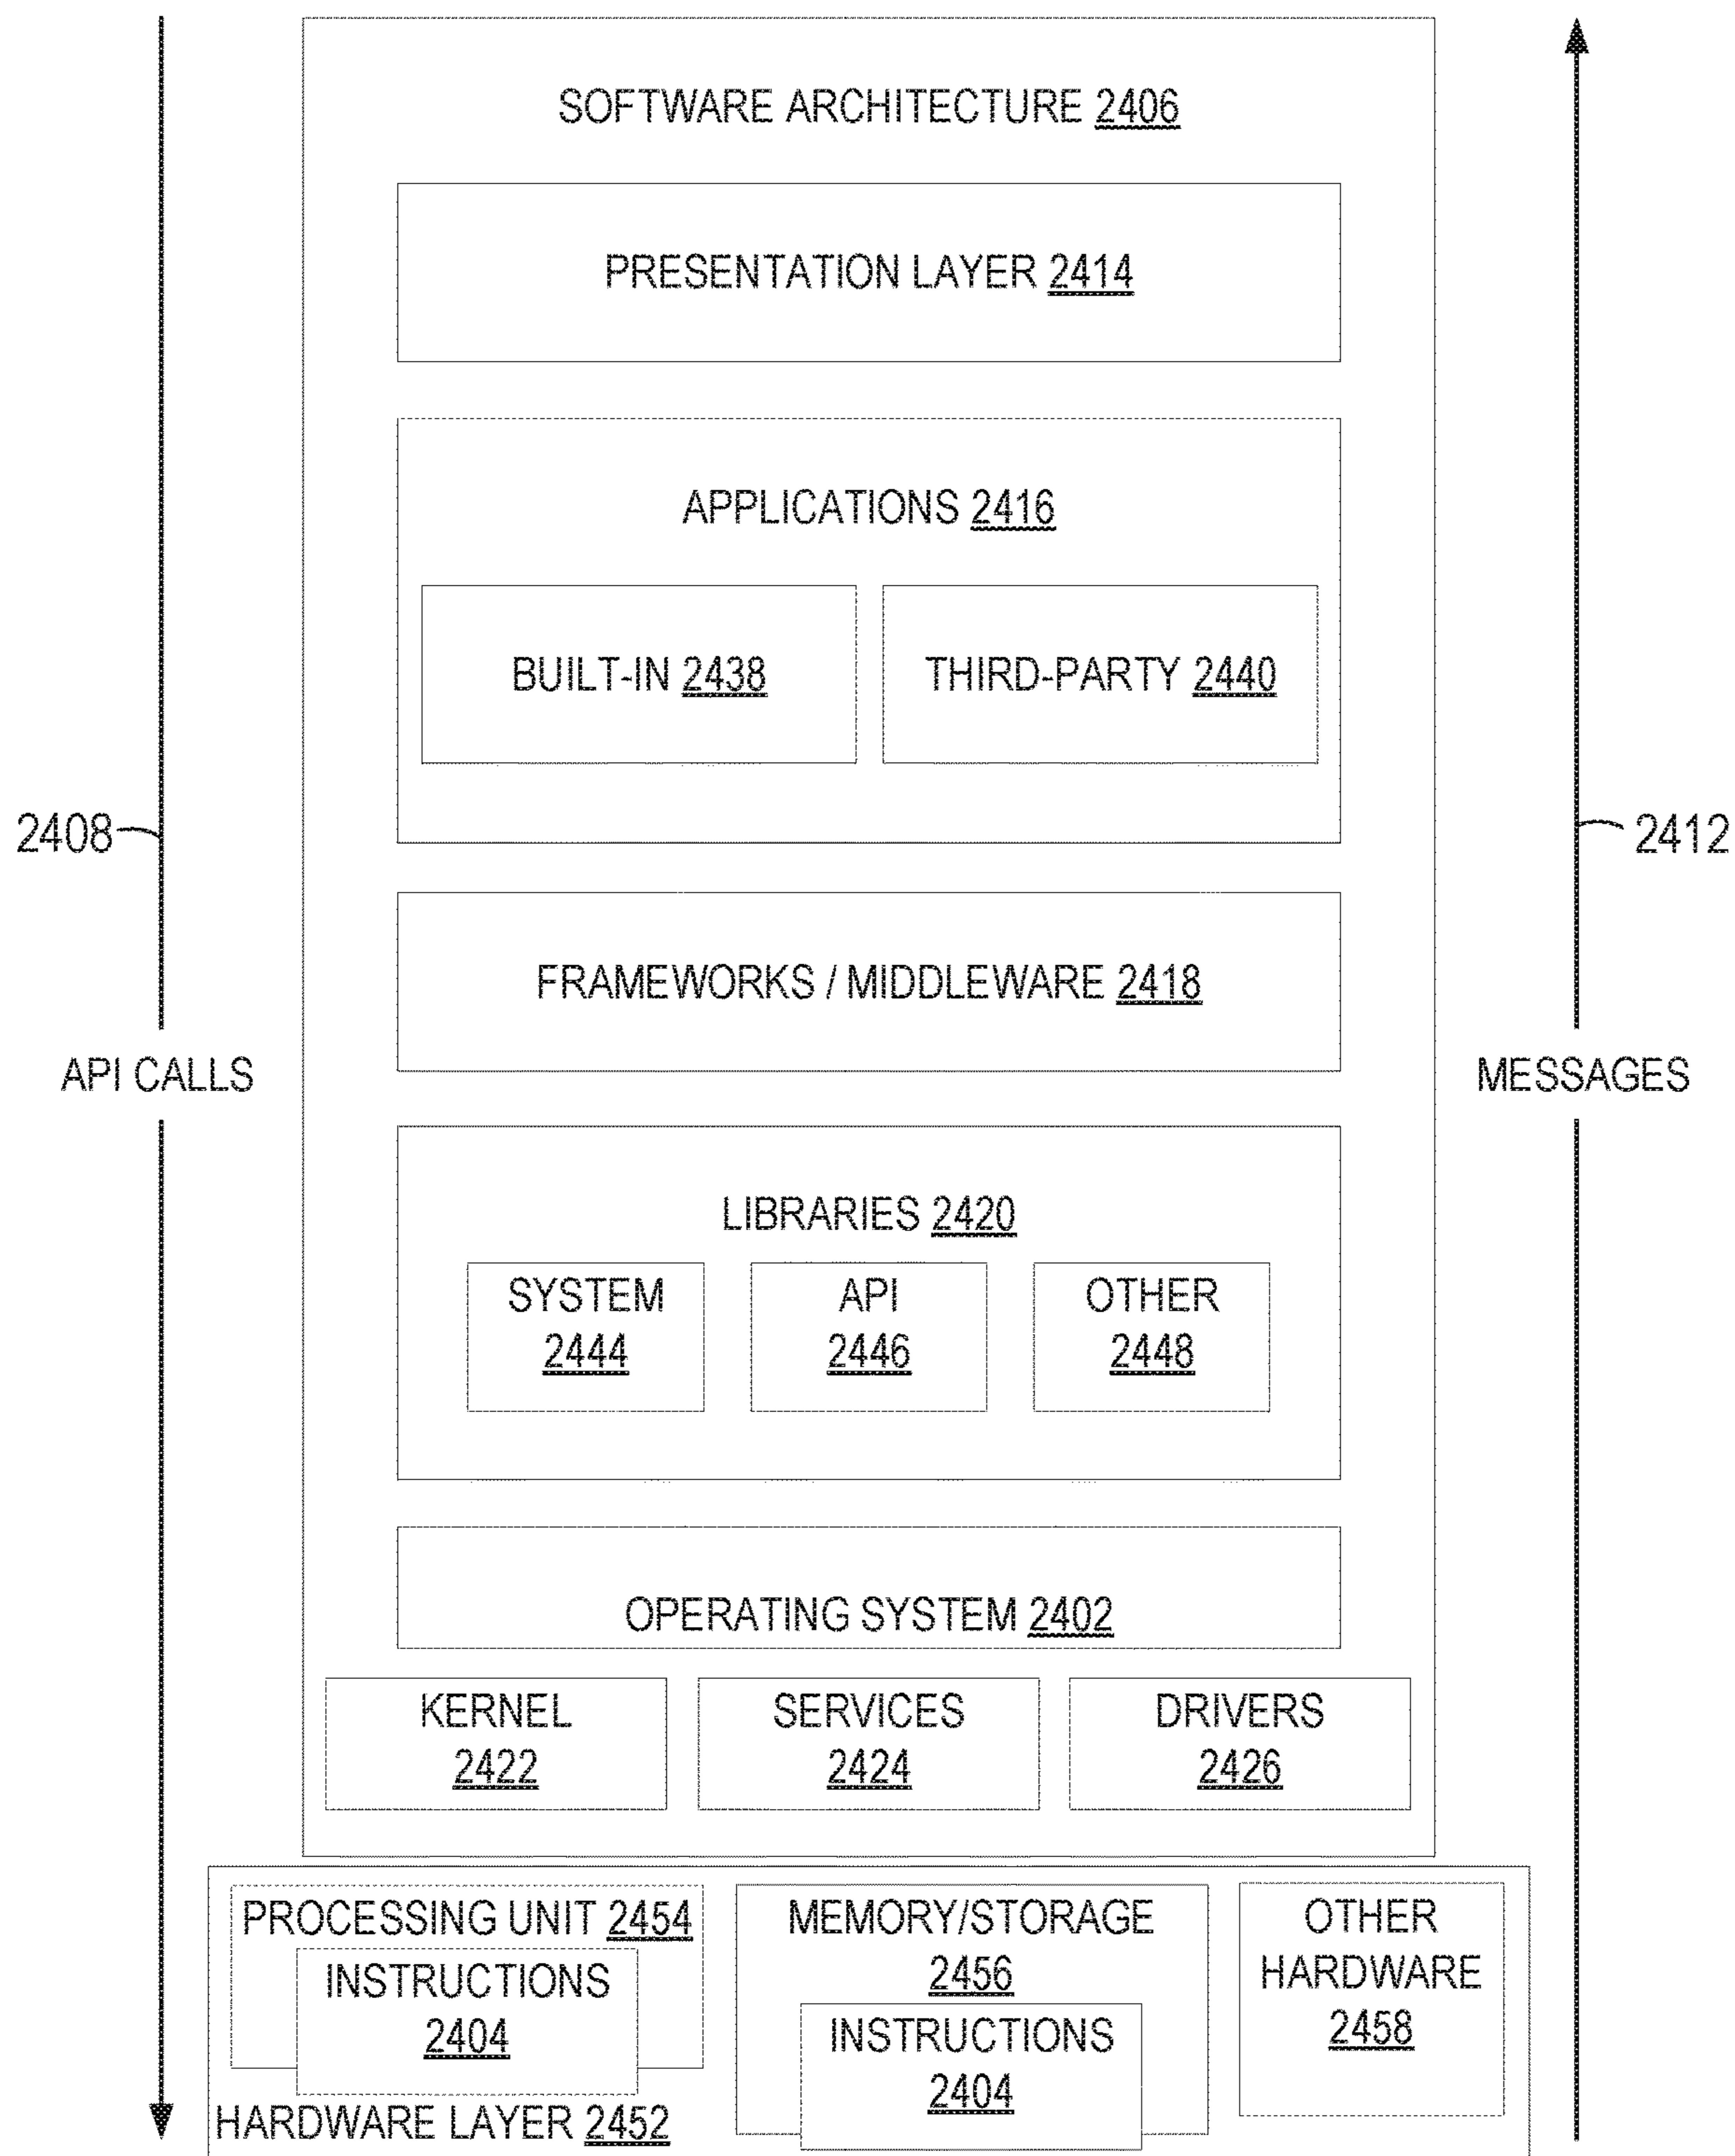 SOFTWARE ARCHITECTURE 2406
PRESENTATION LAYER 2414
APPLICATIONS 2416
BUILT-IN 2438
THIRD-PARTY 2440
2408
2412
FRAMEWORKS / MIDDLEWARE 2418
API CALLS
MESSAGES
LIBRARIES 2420
SYSTEM
2444
API
2446
OTHER
2448
OPERATING SYSTEM 2402
KERNEL
2422
SERVICES
2424
DRIVERS
2426
PROCESSING UNIT 2454
INSTRUCTIONS
2404
MEMORY/STORAGE
2456
INSTRUCTIONS
2404
OTHER
HARDWARE
2458
HARDWARE LAYER 2452